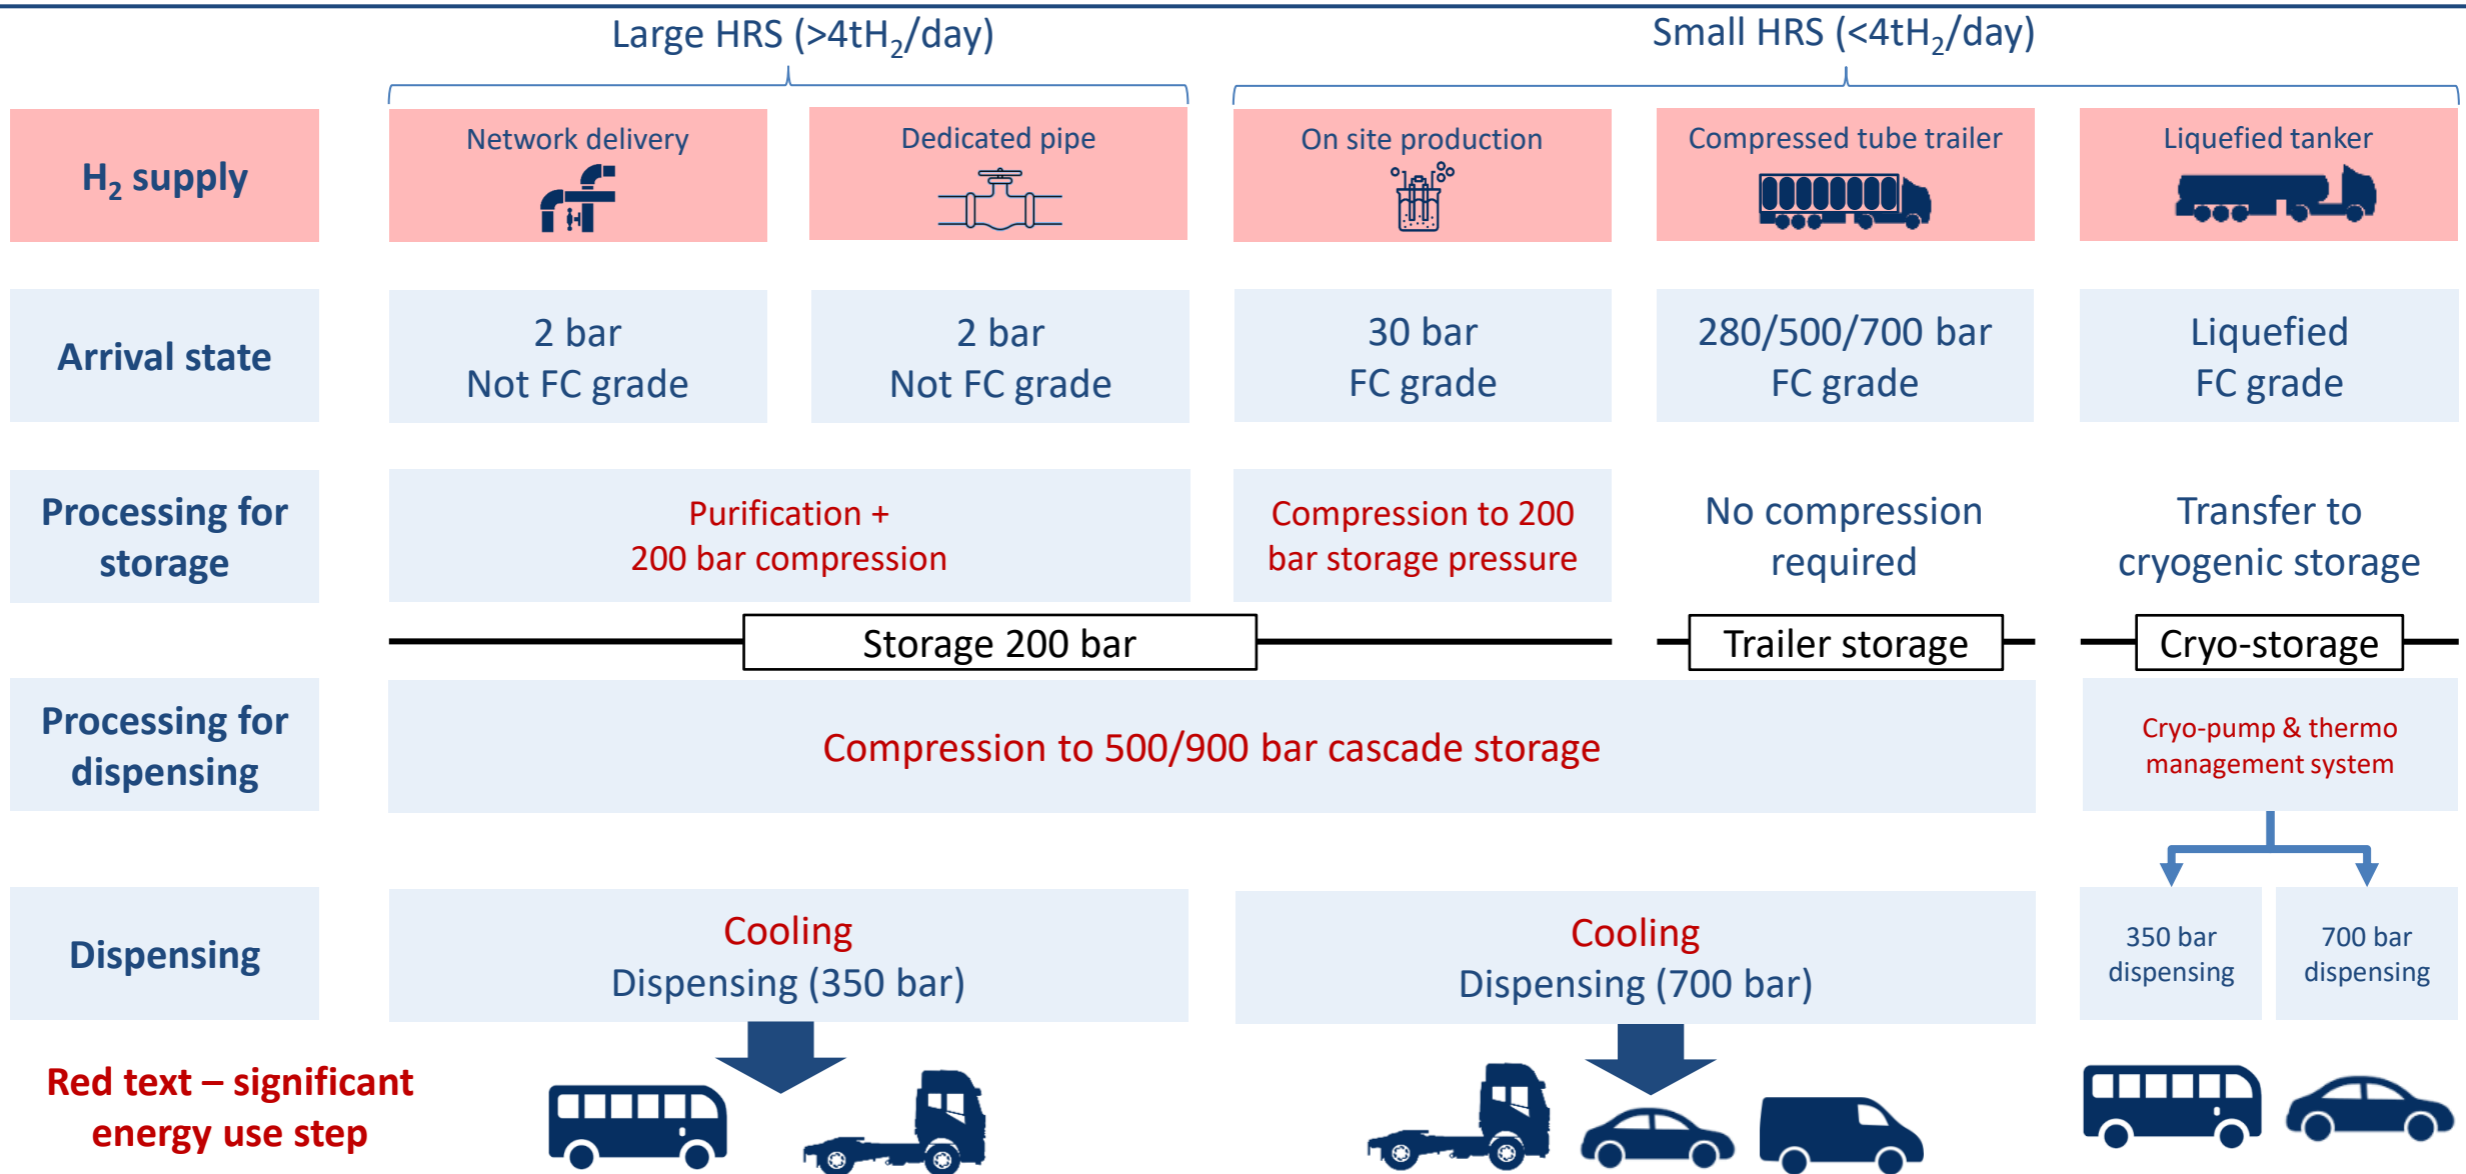 Large HRS (>4tH₂/day)
Small HRS (<4tH₂/day)
H₂ supply
Network delivery
Dedicated pipe
On site production
Compressed tube trailer
Liquefied tanker
Arrival state
2 bar
Not FC grade
2 bar
Not FC grade
30 bar
FC grade
280/500/700 bar
FC grade
Liquefied
FC grade
Processing for
storage
Purification +
200 bar compression
Compression to 200
bar storage pressure
No compression
required
Transfer to
cryogenic storage
Storage 200 bar
Trailer storage
Cryo-storage
Processing for
dispensing
Compression to 500/900 bar cascade storage
Cryo-pump & thermo
management system
Dispensing
Cooling
Dispensing (350 bar)
Cooling
Dispensing (700 bar)
350 bar
dispensing
700 bar
dispensing
Red text – significant
energy use step